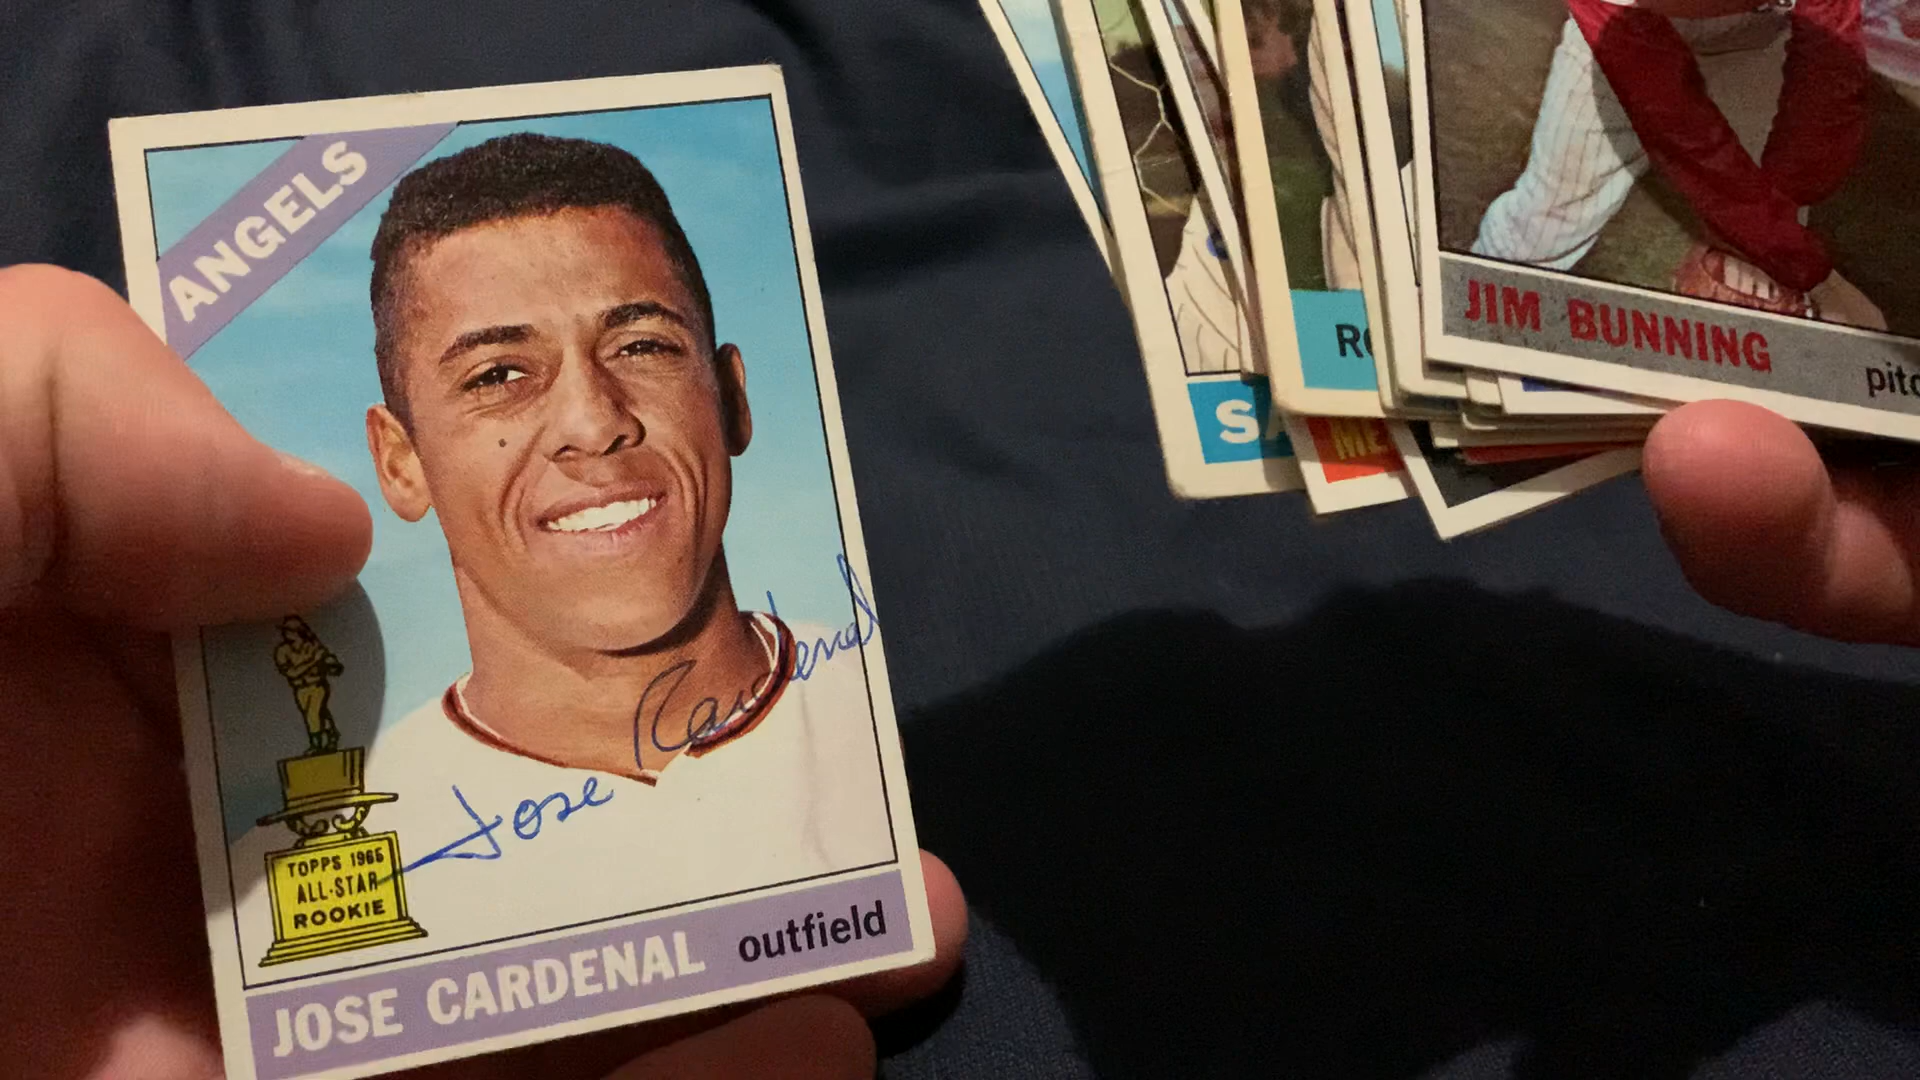 ANGELS
Jose Cardenal
TOPPS 1965
ALL-STAR
ROOKIE
JOSE CARDENAL outfield
JIM BUNNING